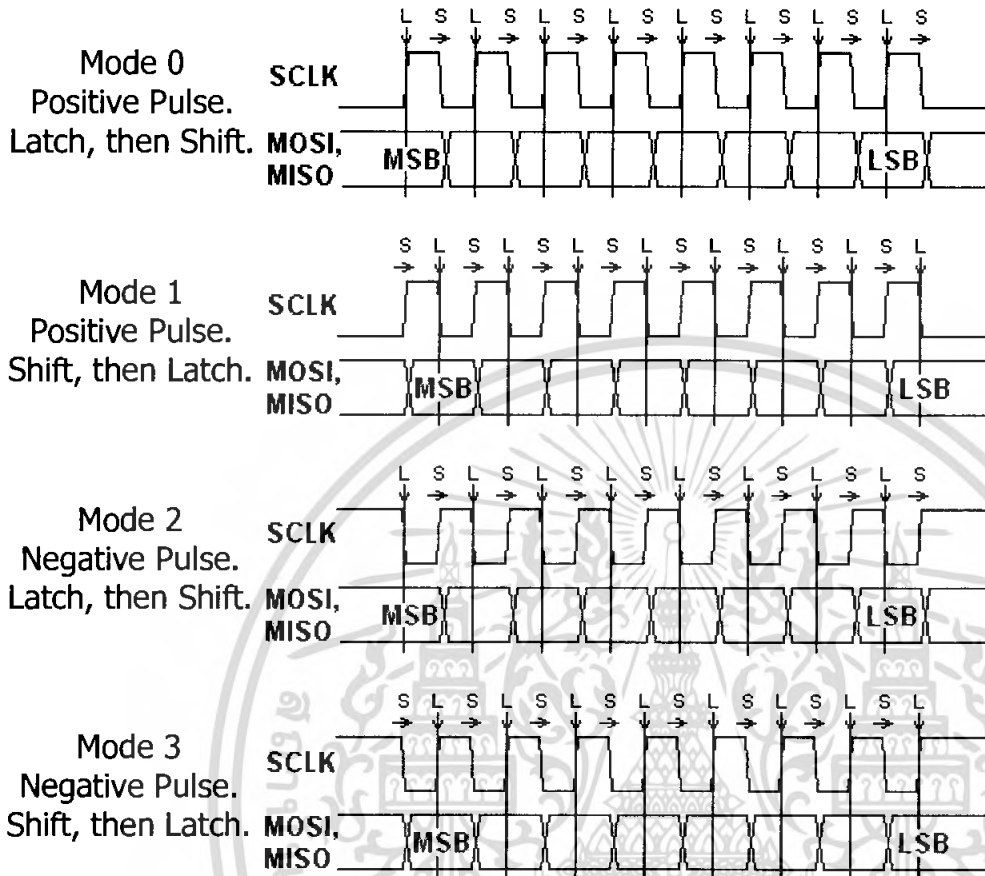 L S L S L S L S L S L S L S L S
Mode 0
Positive Pulse.
Latch, then Shift.
SCLK
MOSI,
MISO
MSB
LSB
S L S L S L S L S L S L S L S L
Mode 1
Positive Pulse.
Shift, then Latch.
SCLK
MOSI,
MISO
MSB
LSB
L S L S L S L S L S L S L S L S
Mode 2
Negative Pulse.
Latch, then Shift.
SCLK
MOSI,
MISO
MSB
LSB
S L S L S L S L S L S L S L S L
Mode 3
Negative Pulse.
Shift, then Latch.
SCLK
MOSI,
MISO
MSB
LSB